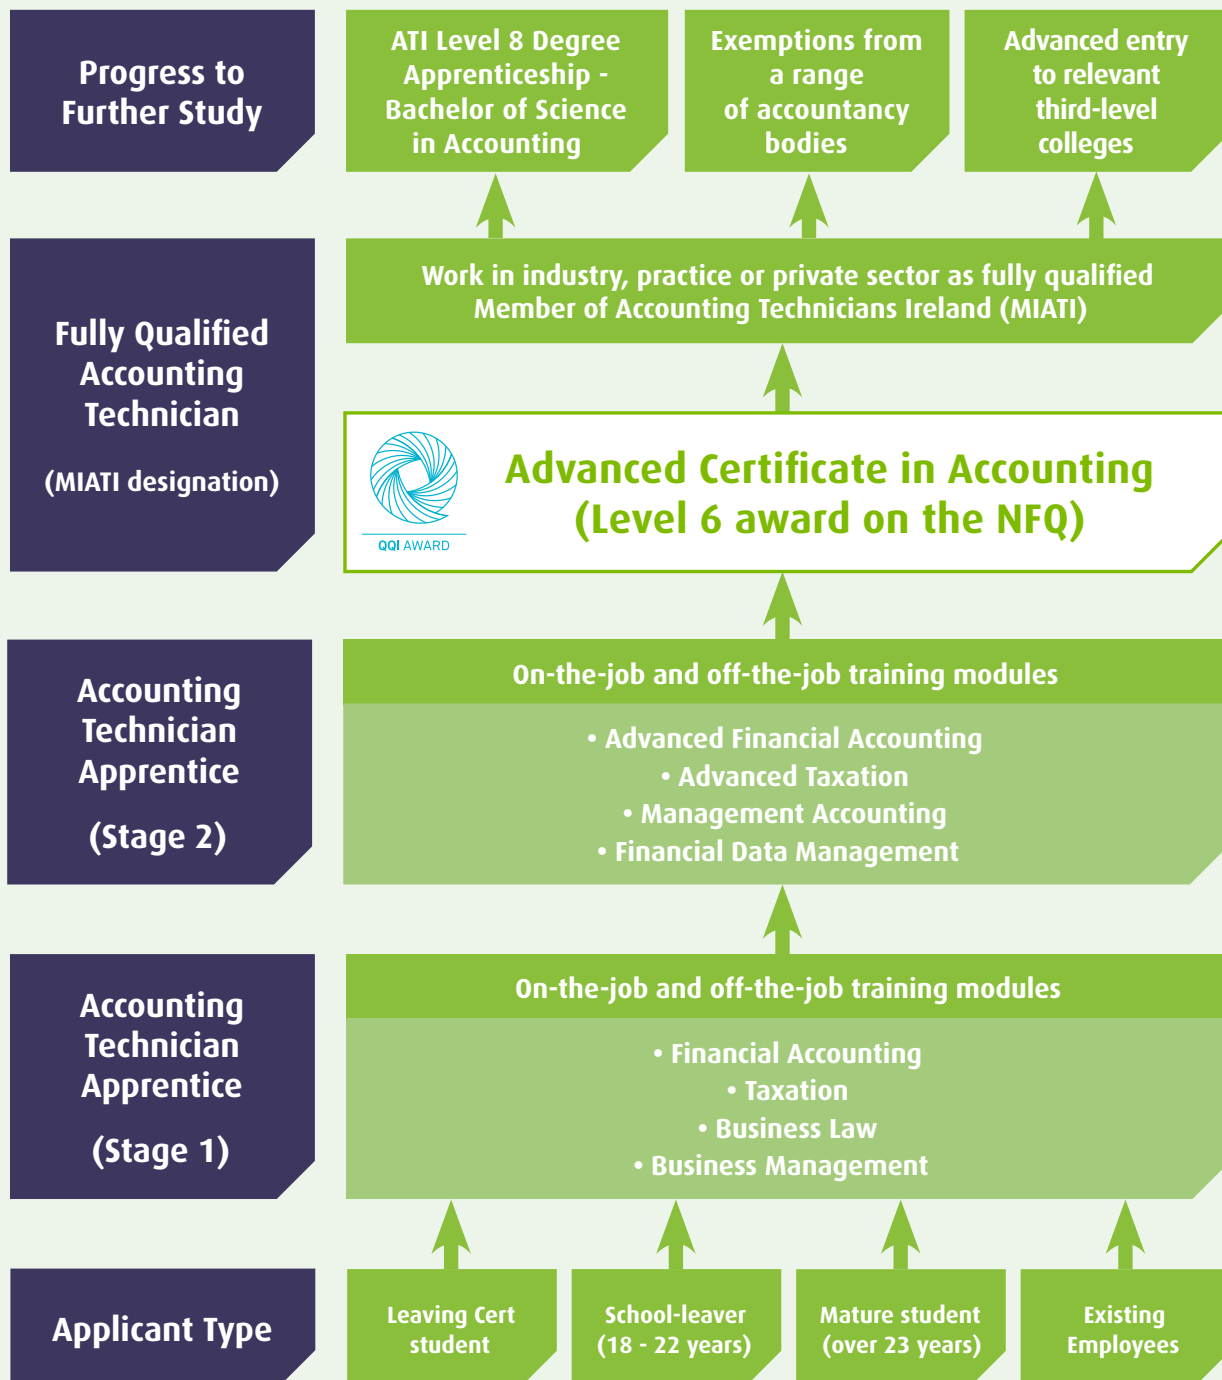 Progress to
Further Study
ATI Level 8 Degree
Apprenticeship -
Bachelor of Science
in Accounting
Exemptions from
a range
of accountancy
bodies
Advanced entry
to relevant
third-level
colleges
Fully Qualified
Accounting
Technician
(MIATI designation)
Work in industry, practice or private sector as fully qualified
Member of Accounting Technicians Ireland (MIATI)
QQI AWARD
Advanced Certificate in Accounting
(Level 6 award on the NFQ)
Accounting
Technician
Apprentice
(Stage 2)
On-the-job and off-the-job training modules
• Advanced Financial Accounting
• Advanced Taxation
• Management Accounting
• Financial Data Management
Accounting
Technician
Apprentice
(Stage 1)
On-the-job and off-the-job training modules
• Financial Accounting
• Taxation
• Business Law
• Business Management
Applicant Type
Leaving Cert
student
School-leaver
(18 - 22 years)
Mature student
(over 23 years)
Existing
Employees